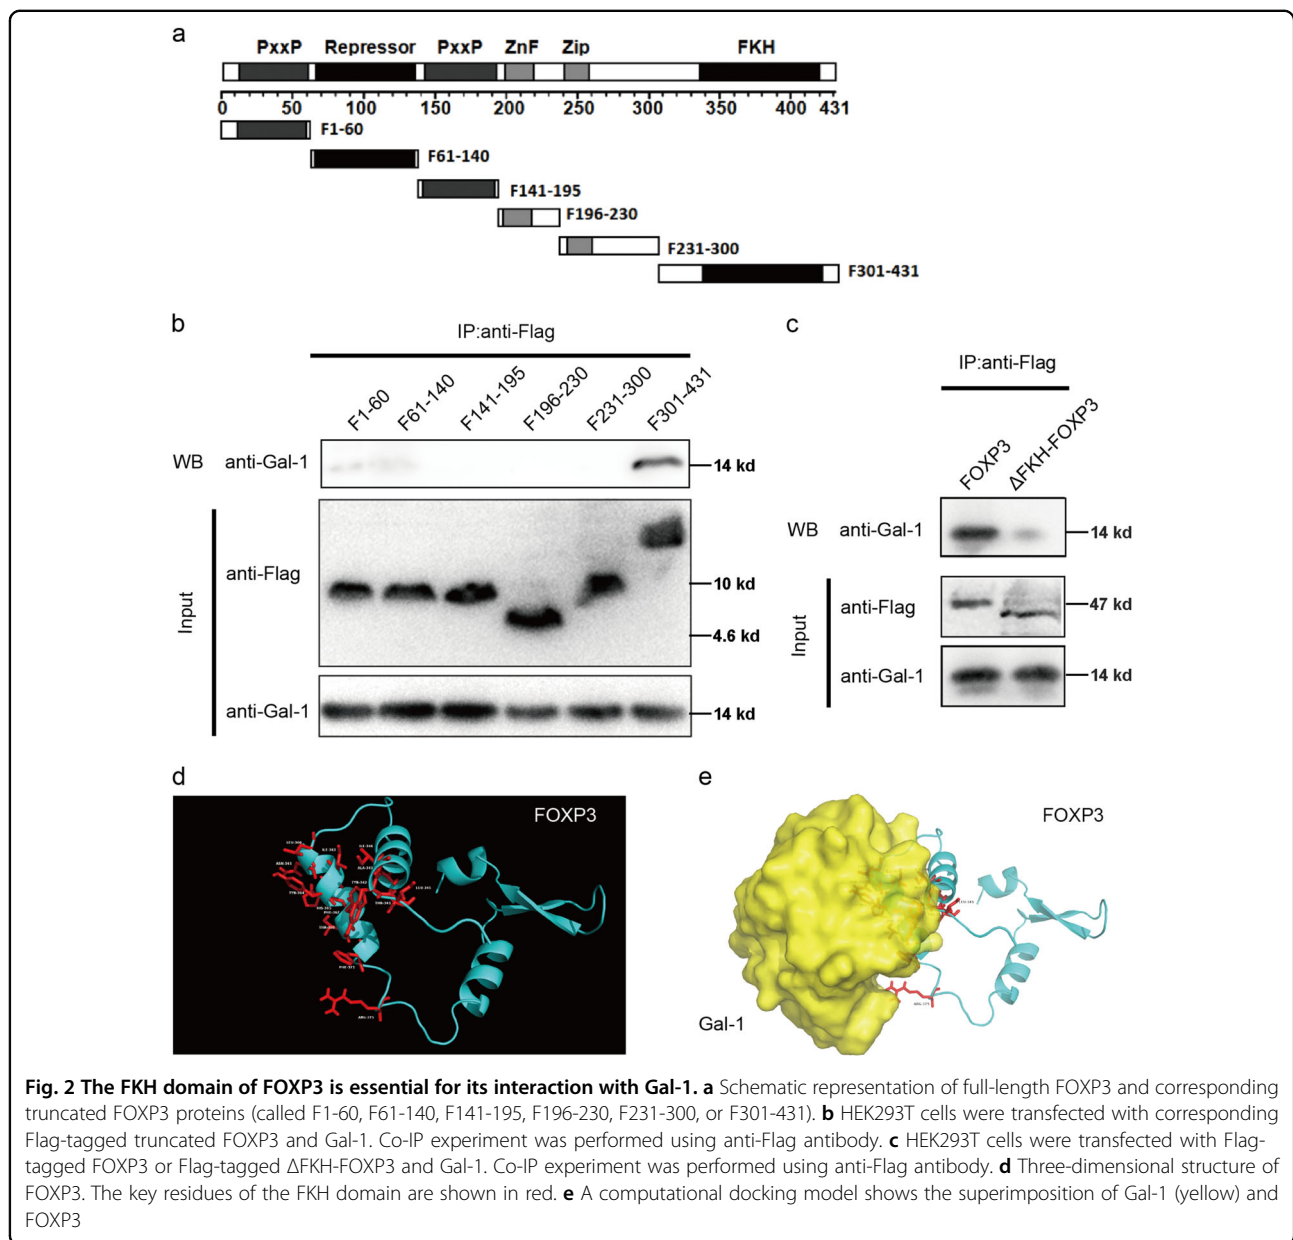 a
PxxP Repressor PxxP ZnF Zip FKH
0 50 100 150 200 250 300 350 400 431
F1-60
F61-140
F141-195
F196-230
F231-300
F301-431
b
IP:anti-Flag
F1-60 F61-140 F141-195 F196-230 F231-300 F301-431
WB anti-Gal-1 14 kd
Input
anti-Flag 10 kd
4.6 kd
anti-Gal-1 14 kd
c
IP:anti-Flag
FOXP3 ΔFKH-FOXP3
WB anti-Gal-1 14 kd
Input
anti-Flag 47 kd
anti-Gal-1 14 kd
d
FOXP3
e
FOXP3
Gal-1
Fig. 2 The FKH domain of FOXP3 is essential for its interaction with Gal-1. a Schematic representation of full-length FOXP3 and corresponding
truncated FOXP3 proteins (called F1-60, F61-140, F141-195, F196-230, F231-300, or F301-431). b HEK293T cells were transfected with corresponding
Flag-tagged truncated FOXP3 and Gal-1. Co-IP experiment was performed using anti-Flag antibody. c HEK293T cells were transfected with Flag-
tagged FOXP3 or Flag-tagged ΔFKH-FOXP3 and Gal-1. Co-IP experiment was performed using anti-Flag antibody. d Three-dimensional structure of
FOXP3. The key residues of the FKH domain are shown in red. e A computational docking model shows the superimposition of Gal-1 (yellow) and
FOXP3